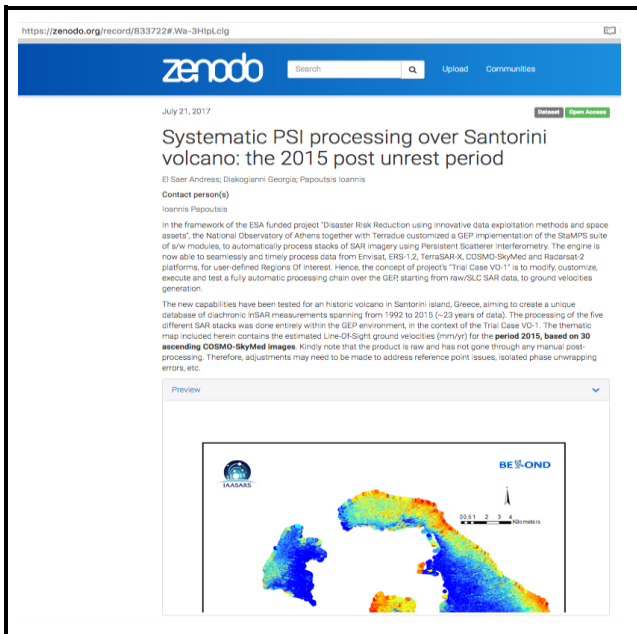 https://zenodo.org/record/833722#.Wa-3HIpLcIg
zenodo
Search
Upload Communities
July 21, 2017
Dataset Open Access
Systematic PSI processing over Santorini
volcano: the 2015 post unrest period
El Saer Andreas; Diakogianni Georgia; Papoutsis Ioannis
Contact person(s)
Ioannis Papoutsis
In the framework of the ESA funded project "Disaster Risk Reduction using innovative data exploitation methods and space
assets", the National Observatory of Athens together with Terradue customized a GEP implementation of the StaMPS suite
of s/w modules, to automatically process stacks of SAR imagery using Persistent Scatterer Interferometry. The engine is
now able to seamlessly and timely process data from Envisat, ERS-1,2, TerraSAR-X, COSMO-SkyMed and Radarsat-2
platforms, for user-defined Regions Of Interest. Hence, the concept of project's "Trial Case VO-1" is to modify, customize,
execute and test a fully automatic processing chain over the GEP, starting from raw/SLC SAR data, to ground velocities
generation.
The new capabilities have been tested for an historic volcano in Santorini island, Greece, aiming to create a unique
database of diachronic InSAR measurements spanning from 1992 to 2015 (~23 years of data). The processing of the five
different SAR stacks was done entirely within the GEP environment, in the context of the Trial Case VO-1. The thematic
map included herein contains the estimated Line-Of-Sight ground velocities (mm/yr) for the period 2015, based on 30
ascending COSMO-SkyMed images. Kindly note that the product is raw and has not gone through any manual post-
processing. Therefore, adjustments may need to be made to address reference point issues, isolated phase unwrapping
errors, etc.
Preview
IAASARS
BEYOND
0 0.5 1 2 3 4
Kilometers